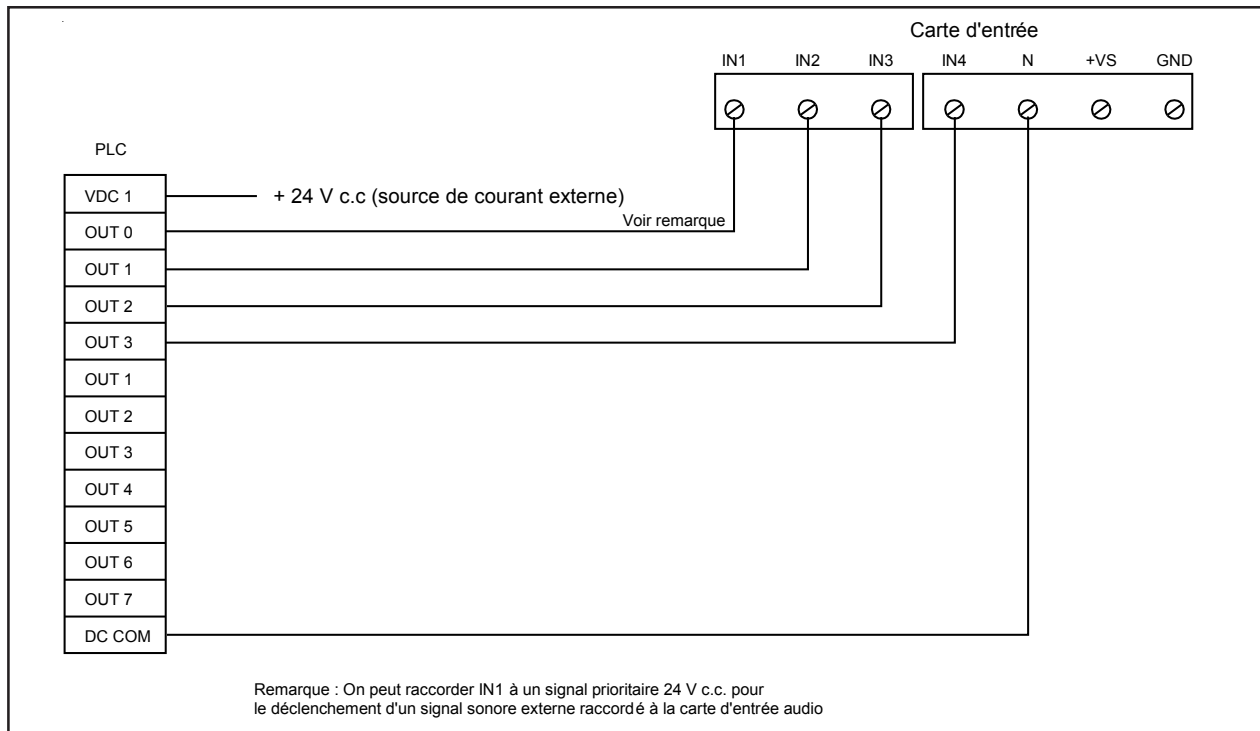 Carte d'entrée
IN1 IN2 IN3 IN4 N +VS GND
PLC
VDC 1
+ 24 V c.c (source de courant externe)
Voir remarque
OUT 0
OUT 1
OUT 2
OUT 3
OUT 1
OUT 2
OUT 3
OUT 4
OUT 5
OUT 6
OUT 7
DC COM
Remarque : On peut raccorder IN1 à un signal prioritaire 24 V c.c. pour
le déclenchement d'un signal sonore externe raccordé à la carte d'entrée audio